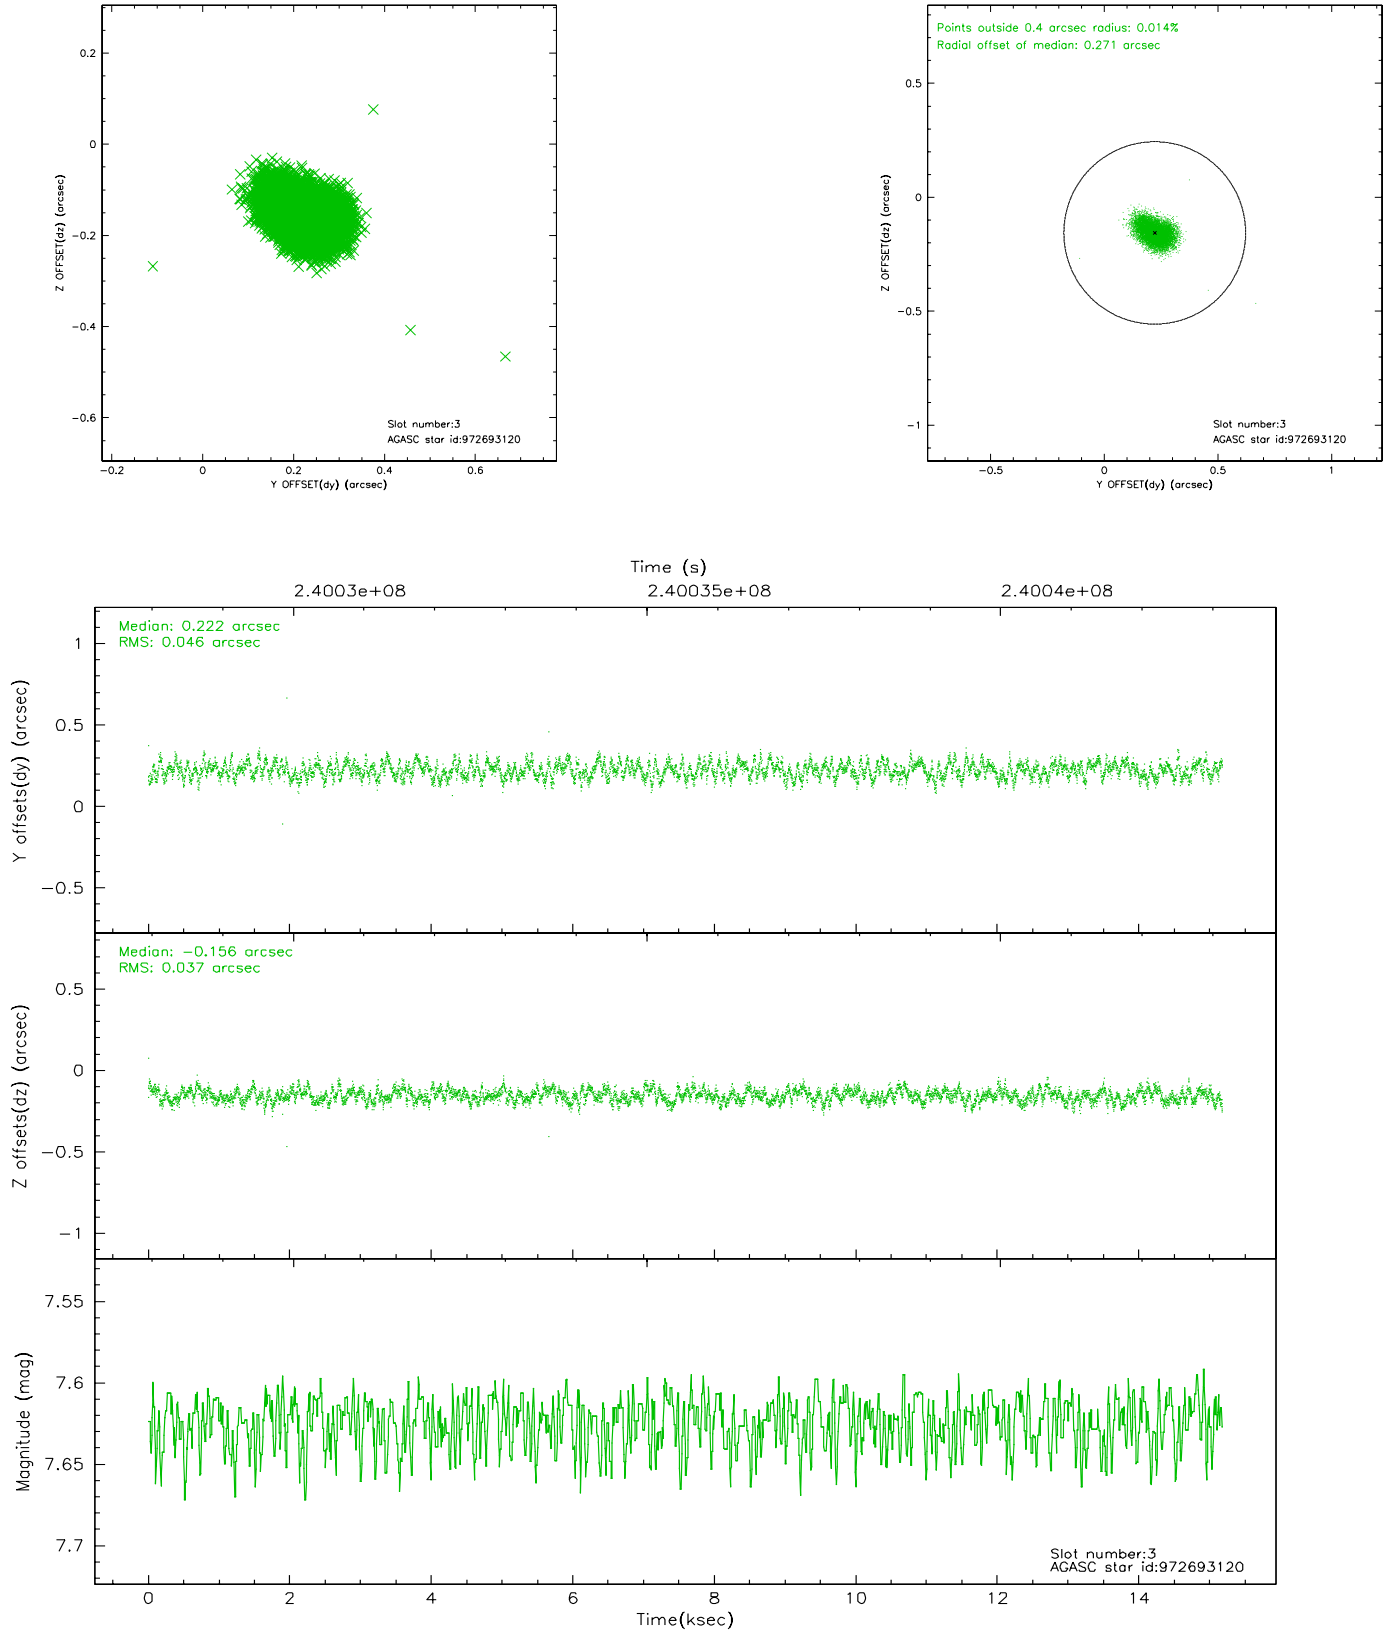 0.2
0
−0.2
−0.4
−0.6
Z OFFSET(dz) (arcsec)
−0.2 0 0.2 0.4 0.6
Y OFFSET(dy) (arcsec)
Slot number:3
AGASC star id:972693120
Points outside 0.4 arcsec radius: 0.014%
Radial offset of median: 0.271 arcsec
0.5
0
−0.5
−1
Z OFFSET(dz) (arcsec)
Slot number:3
AGASC star id:972693120
−0.5 0 0.5 1
Y OFFSET(dy) (arcsec)
Time (s)
2.4003e+08 2.40035e+08 2.4004e+08
Median: 0.222 arcsec
RMS: 0.046 arcsec
1
0.5
0
−0.5
Y offsets(dy) (arcsec)
Median: −0.156 arcsec
RMS: 0.037 arcsec
0.5
0
−0.5
−1
Z offsets(dz) (arcsec)
7.55
7.6
7.65
7.7
Magnitude (mag)
Slot number:3
AGASC star id:972693120
0 2 4 6 8 10 12 14
Time(ksec)